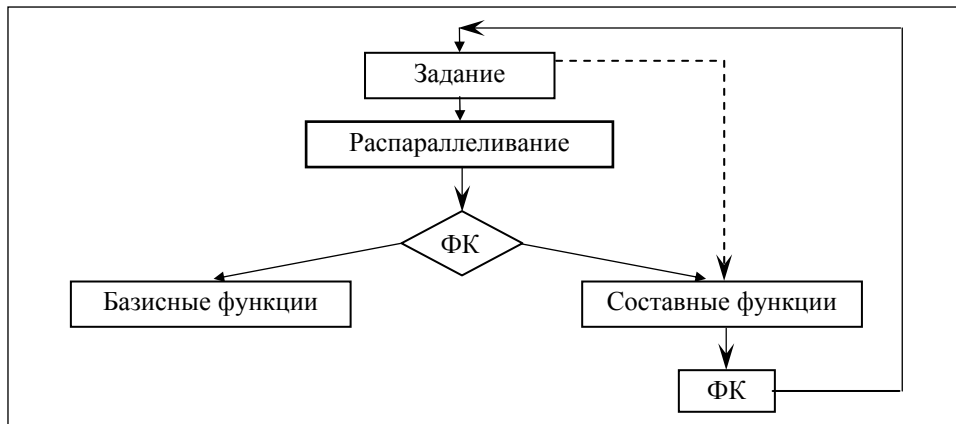 Задание
Распараллеливание
ФК
Базисные функции
Составные функции
ФК